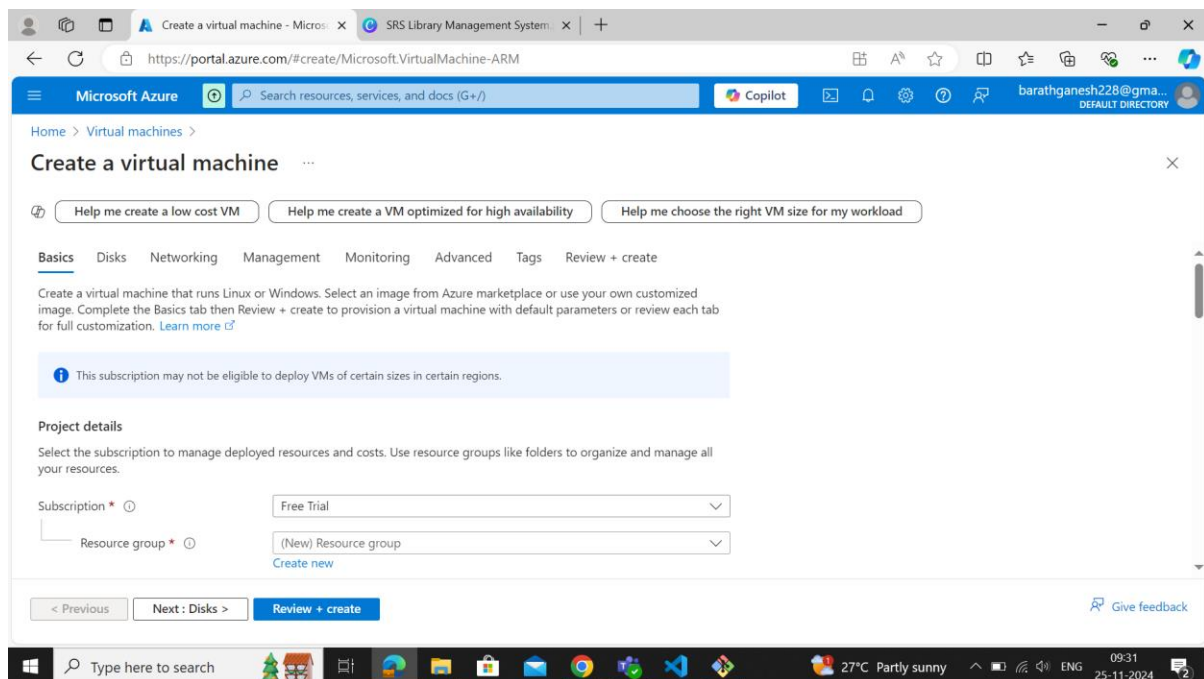 Create a virtual machine - Micros
SRS Library Management System
https://portal.azure.com/#create/Microsoft.VirtualMachine-ARM
Microsoft Azure
Search resources, services, and docs (G+/)
Copilot
barathganesh228@gma...
DEFAULT DIRECTORY
Home > Virtual machines >
Create a virtual machine ...
Help me create a low cost VM
Help me create a VM optimized for high availability
Help me choose the right VM size for my workload
Basics Disks Networking Management Monitoring Advanced Tags Review + create
Create a virtual machine that runs Linux or Windows. Select an image from Azure marketplace or use your own customized
image. Complete the Basics tab then Review + create to provision a virtual machine with default parameters or review each tab
for full customization. Learn more
This subscription may not be eligible to deploy VMs of certain sizes in certain regions.
Project details
Select the subscription to manage deployed resources and costs. Use resource groups like folders to organize and manage all
your resources.
Subscription *
Free Trial
Resource group *
(New) Resource group
Create new
< Previous
Next : Disks >
Review + create
Give feedback
Type here to search
27°C Partly sunny
ENG
09:31
25-11-2024
2